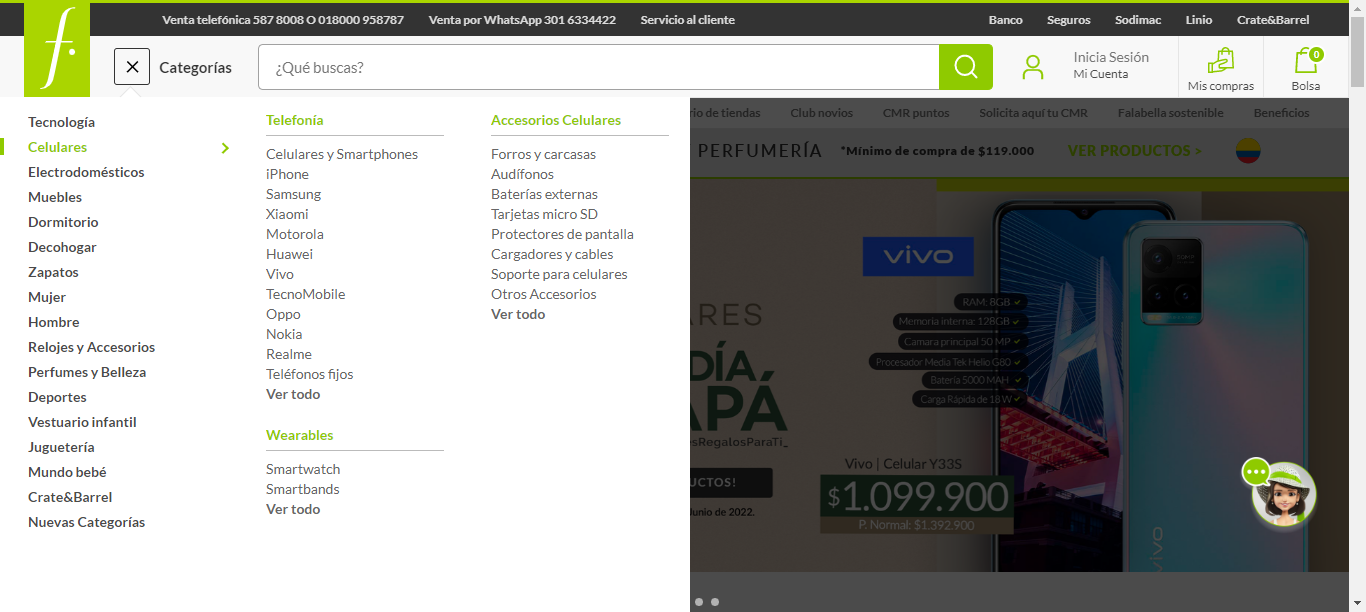 Venta telefónica 587 8008 O 018000 958787
Venta por WhatsApp 301 6334422
Servicio al cliente
Banco
Seguros
Sodimac
Linio
Crate&Barrel
f.
Categorías
¿Qué buscas?
Inicia Sesión
Mi Cuenta
Mis compras
0
Bolsa
rio de tiendas
Club novios
CMR puntos
Solicita aquí tu CMR
Falabella sostenible
Beneficios
PERFUMERÍA
*Mínimo de compra de $119.000
VER PRODUCTOS >
Tecnología
Celulares
Electrodomésticos
Muebles
Dormitorio
Decohogar
Zapatos
Mujer
Hombre
Relojes y Accesorios
Perfumes y Belleza
Deportes
Vestuario infantil
Juguetería
Mundo bebé
Crate&Barrel
Nuevas Categorías
Telefonía
Celulares y Smartphones
iPhone
Samsung
Xiaomi
Motorola
Huawei
Vivo
TecnoMobile
Oppo
Nokia
Realme
Teléfonos fijos
Ver todo
Wearables
Smartwatch
Smartbands
Ver todo
Accesorios Celulares
Forros y carcasas
Audífonos
Baterías externas
Tarjetas micro SD
Protectores de pantalla
Cargadores y cables
Soporte para celulares
Otros Accesorios
Ver todo
vivo
ARES
DÍA
APÁ
esRegalosParaTi_
UCTOS!
Junio de 2022.
RAM: 8GB
Memoria interna: 128GB
Camara principal 50 MP
Procesador Media Tek Helio G80
Bateria 5000 MAH
Carga Rápida de 18 W
Vivo | Celular Y33S
$1.099.900
P. Normal: $1.392.900
vivo